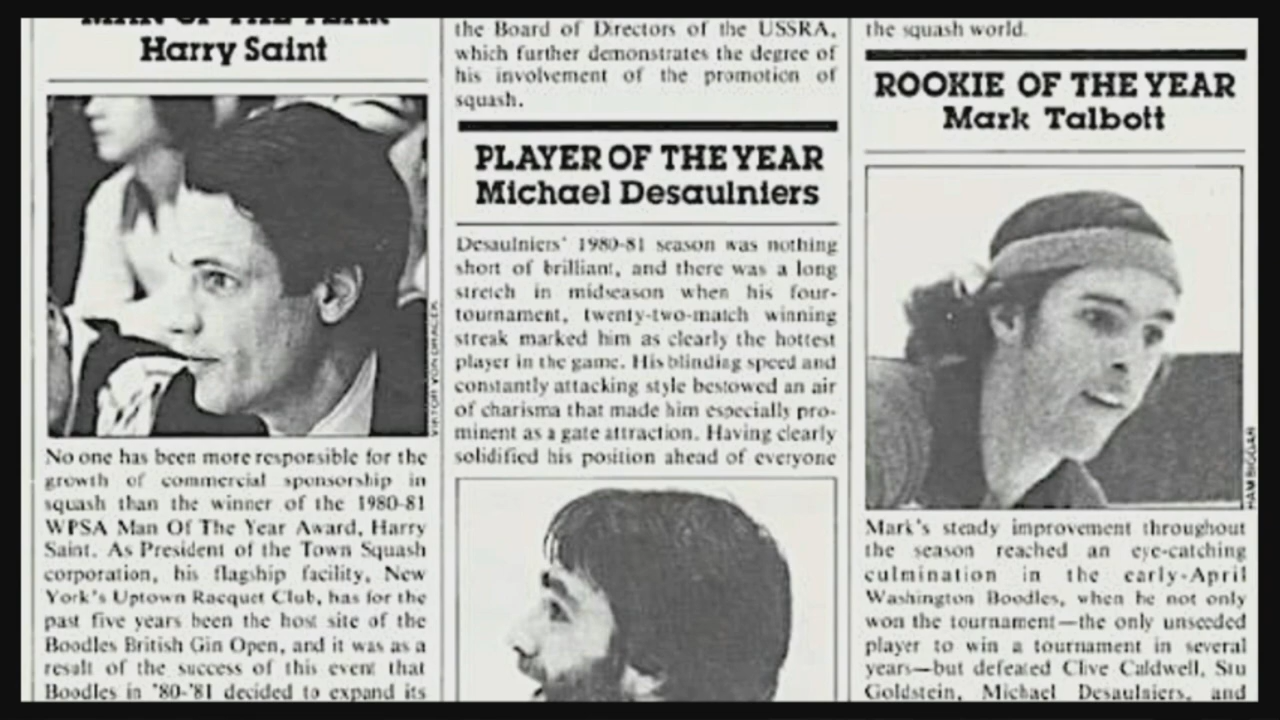 MAN OF THE YEAR
Harry Saint
VIKTOR VON DRACEK
No one has been more responsible for the
growth of commercial sponsorship in
squash than the winner of the 1980-81
WPSA Man Of The Year Award, Harry
Saint. As President of the Town Squash
corporation, his flagship facility, New
York's Uptown Racquet Club, has for the
past five years been the host site of the
Boodles British Gin Open, and it was as a
result of the success of this event that
Boodles in '80-'81 decided to expand its
the Board of Directors of the USSRA,
which further demonstrates the degree of
his involvement of the promotion of
squash.
PLAYER OF THE YEAR
Michael Desaulniers
Desaulniers' 1980-81 season was nothing
short of brilliant, and there was a long
stretch in midseason when his four-
tournament, twenty-two-match winning
streak marked him as clearly the hottest
player in the game. His blinding speed and
constantly attacking style bestowed an air
of charisma that made him especially pro-
minent as a gate attraction. Having clearly
solidified his position ahead of everyone
the squash world.
ROOKIE OF THE YEAR
Mark Talbott
HAM BIGGAN
Mark's steady improvement throughout
the season reached an eye-catching
culmination in the early-April
Washington Boodles, when he not only
won the tournament—the only unseeded
player to win a tournament in several
years—but defeated Clive Caldwell, Stu
Goldstein, Michael Desaulniers, and